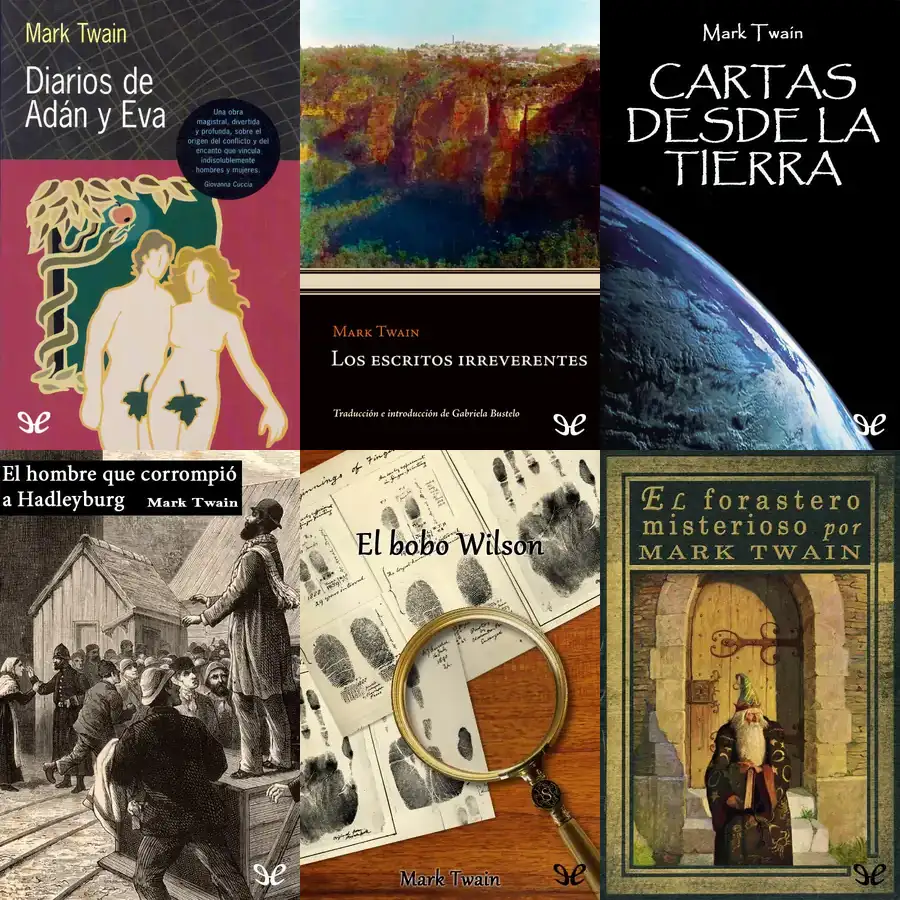 Mark Twain
Diarios de
Adán y Eva
Una obra
magistral, divertida
y profunda, sobre el
origen del conflicto y del
encanto que vincula
indisolublemente
hombres y mujeres.
Giovanna Cuccia
Mark Twain
Los escritos irreverentes
Traducción e introducción de Gabriela Bustelo
Mark Twain
CARTAS
DESDE LA
TIERRA
El hombre que corrompió
a Hadleyburg Mark Twain
El bobo Wilson
Mark Twain
El forastero
misterioso por
MARK TWAIN